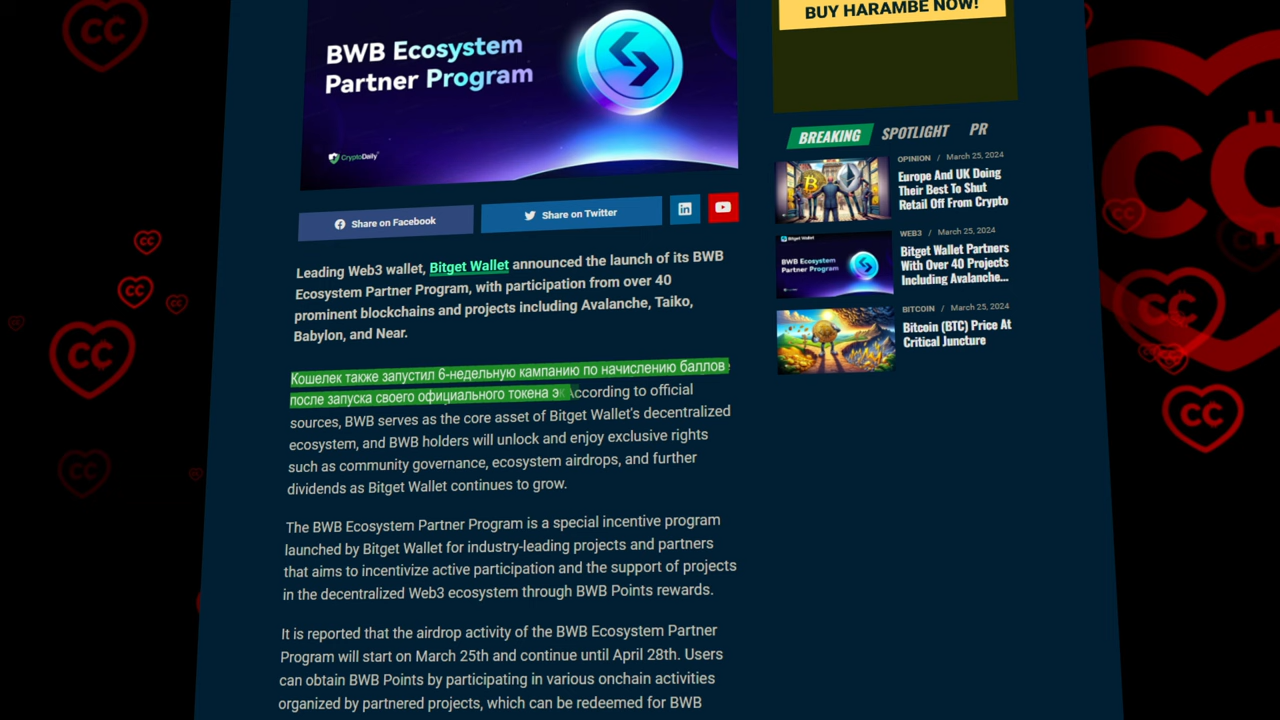 BUY HARAMBE NOW!
BWB Ecosystem
Partner Program
CryptoDaily
Share on Facebook
Share on Twitter
BREAKING SPOTLIGHT PR
OPINION / March 25, 2024
Europe And UK Doing
Their Best To Shut
Retail Off From Crypto
WEB3 / March 25, 2024
Bitget Wallet Partners
With Over 40 Projects
Including Avalanche...
BITCOIN / March 25, 2024
Bitcoin (BTC) Price At
Critical Juncture
Leading Web3 wallet, Bitget Wallet announced the launch of its BWB
Ecosystem Partner Program, with participation from over 40
prominent blockchains and projects including Avalanche, Taiko,
Babylon, and Near.
Кошелек также запустил 6-недельную кампанию по начислению баллов
после запуска своего официального токена According to official
sources, BWB serves as the core asset of Bitget Wallet's decentralized
ecosystem, and BWB holders will unlock and enjoy exclusive rights
such as community governance, ecosystem airdrops, and further
dividends as Bitget Wallet continues to grow.
The BWB Ecosystem Partner Program is a special incentive program
launched by Bitget Wallet for industry-leading projects and partners
that aims to incentivize active participation and the support of projects
in the decentralized Web3 ecosystem through BWB Points rewards.
It is reported that the airdrop activity of the BWB Ecosystem Partner
Program will start on March 25th and continue until April 28th. Users
can obtain BWB Points by participating in various onchain activities
organized by partnered projects, which can be redeemed for BWB